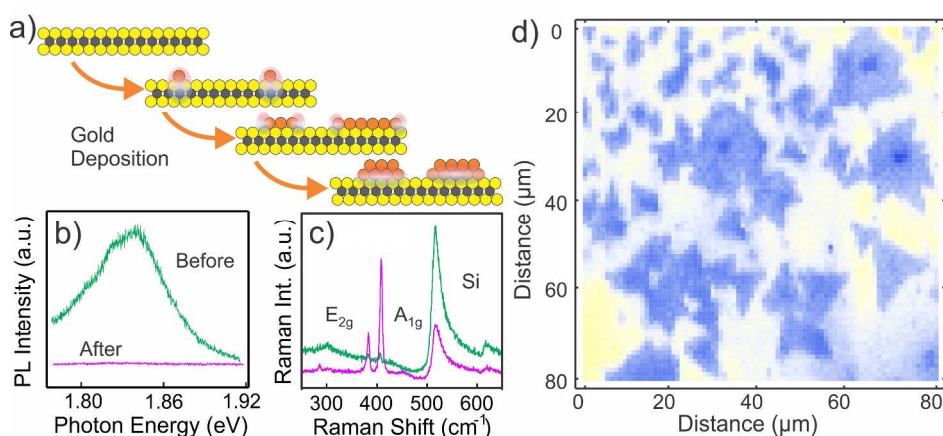 a)
Gold
Deposition
b)
PL Intensity (a.u.)
Before
After
1.80 1.86 1.92
Photon Energy (eV)
c)
Raman Int. (a.u.)
E2g
A1g
Si
300 400 500 600
Raman Shift (cm-1)
d)
Distance (µm)
0
20
40
60
80
0 20 40 60 80
Distance (µm)